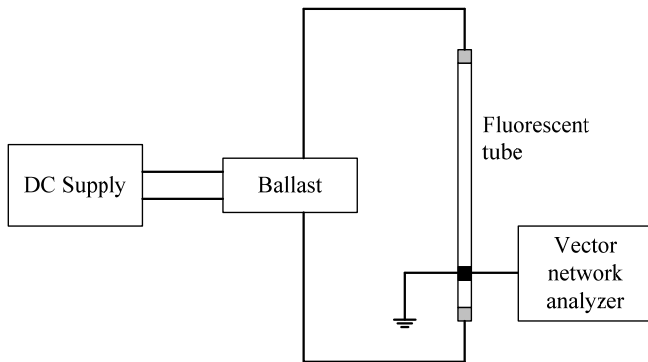 Fluorescent
tube
DC Supply
Ballast
Vector
network
analyzer